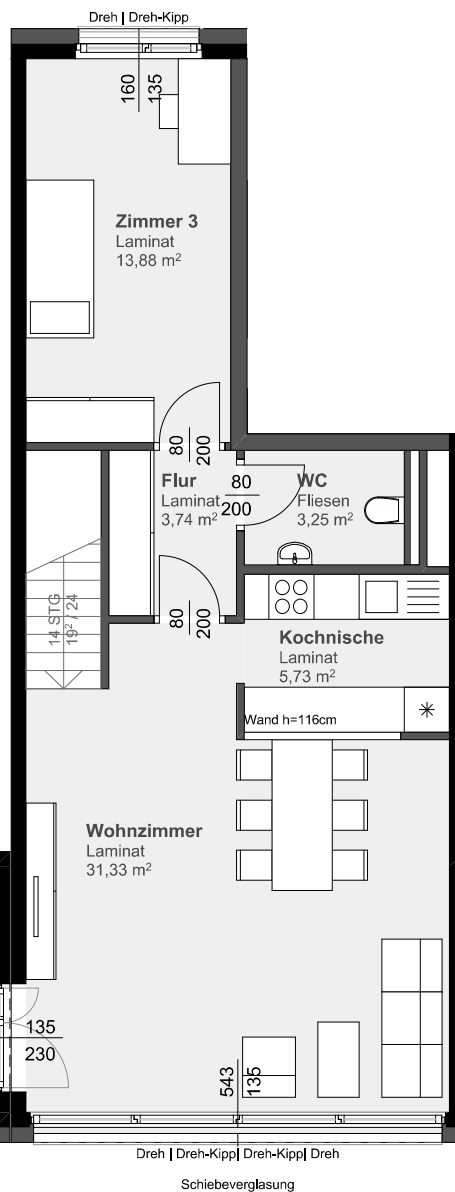 Dreh | Dreh-Kipp
160
135
Zimmer 3
Laminat
13,88 m²
80
200
Flur
Laminat
3,74 m²
80
200
WC
Fliesen
3,25 m²
14 STG
19² / 24
80
200
Kochnische
Laminat
5,73 m²
Wand h=116cm
Wohnzimmer
Laminat
31,33 m²
135
230
543
135
Dreh | Dreh-Kipp| Dreh-Kipp| Dreh
Schiebeverglasung